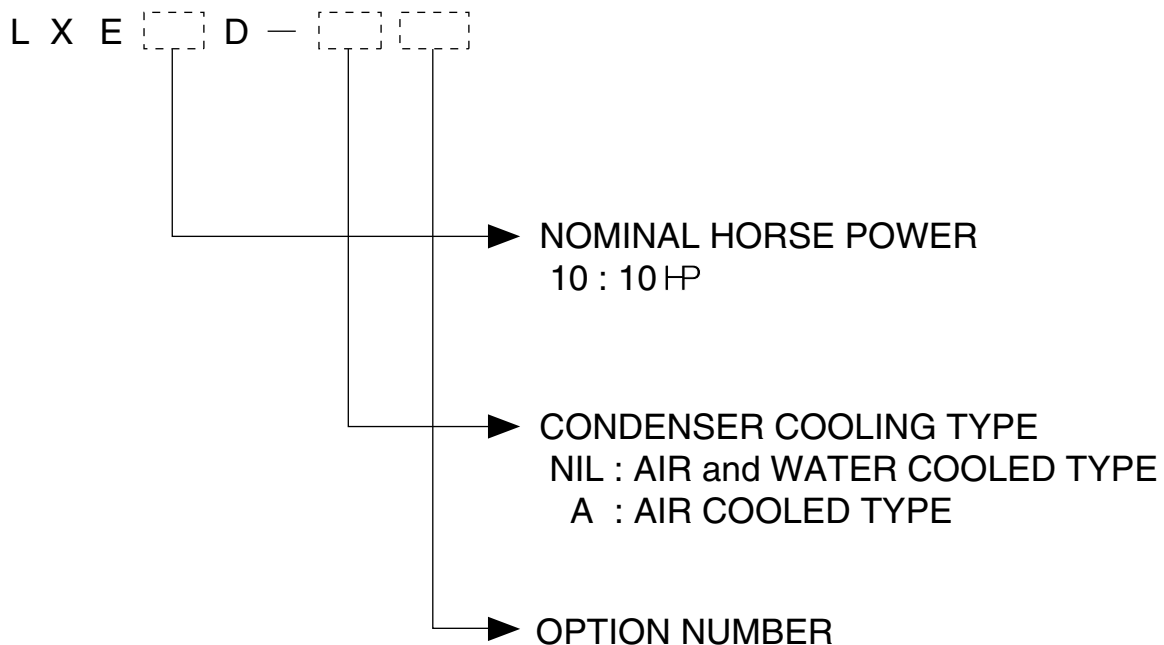 L X E D —
NOMINAL HORSE POWER
10 : 10 HP
CONDENSER COOLING TYPE
NIL : AIR and WATER COOLED TYPE
A : AIR COOLED TYPE
OPTION NUMBER